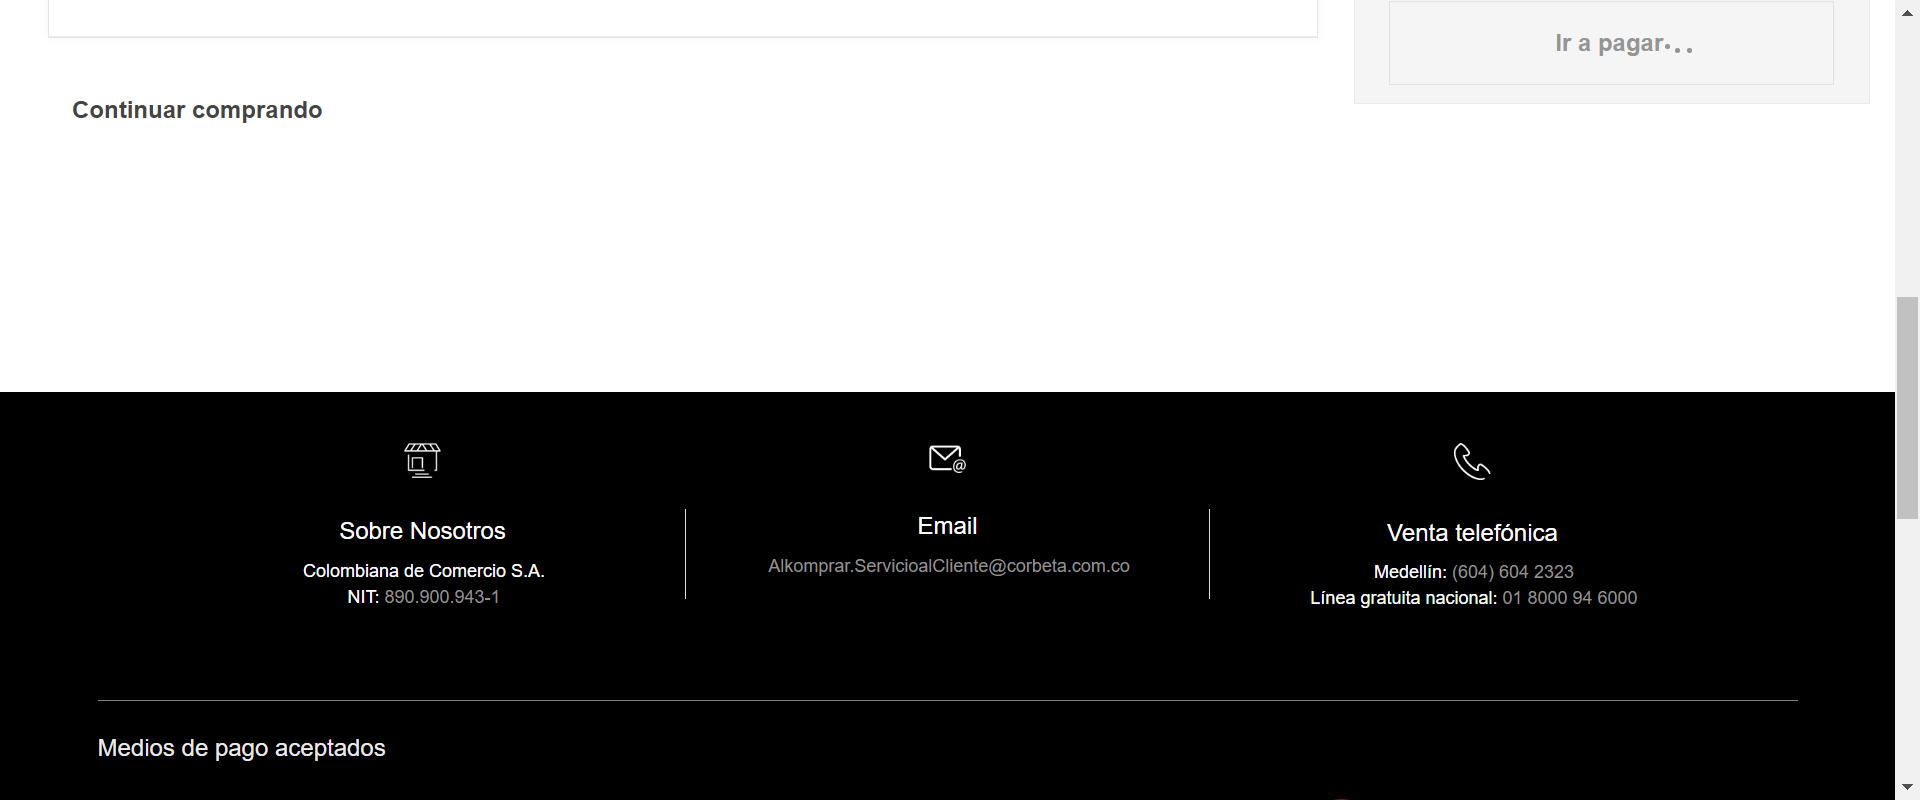 Ir a pagar...
Continuar comprando
Sobre Nosotros
Colombiana de Comercio S.A.
NIT: 890.900.943-1
Email
Alkomprar.ServicioalCliente@corbeta.com.co
Venta telefónica
Medellín: (604) 604 2323
Línea gratuita nacional: 01 8000 94 6000
Medios de pago aceptados